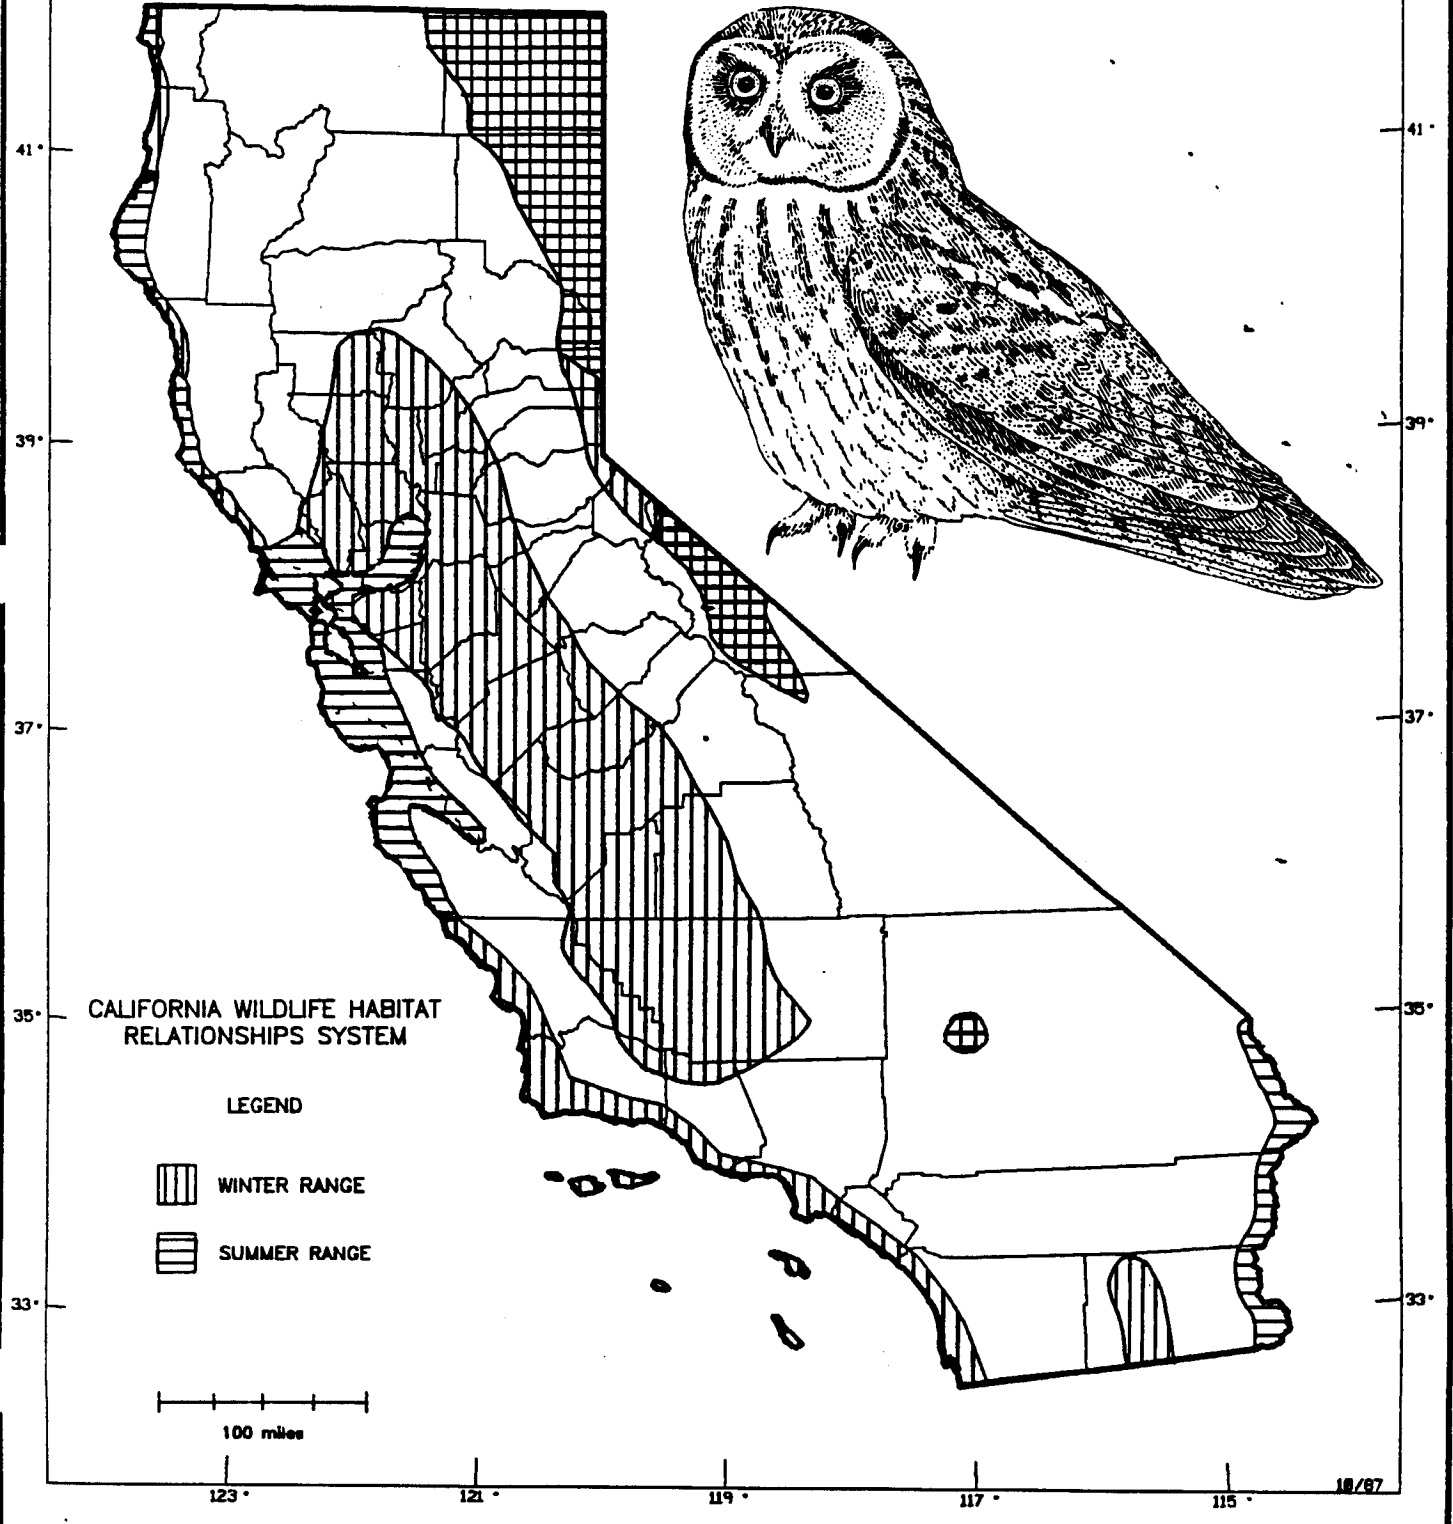 41°
41°
39°
39°
37°
37°
35°
35°
CALIFORNIA WILDLIFE HABITAT
RELATIONSHIPS SYSTEM
LEGEND
WINTER RANGE
SUMMER RANGE
33°
33°
100 miles
10/87
123°
121°
119°
117°
115°